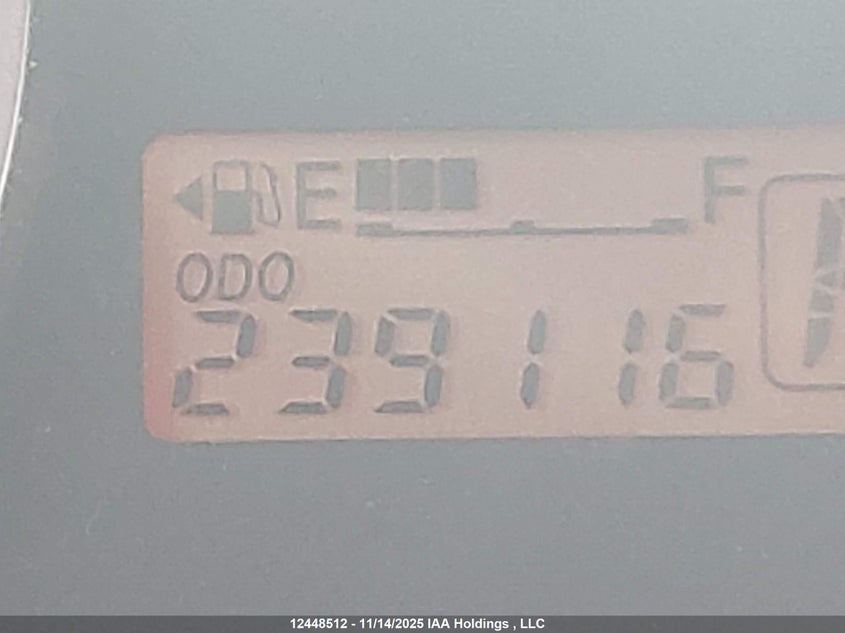 E F
ODO
239116
12448512 - 11/14/2025 IAA Holdings , LLC